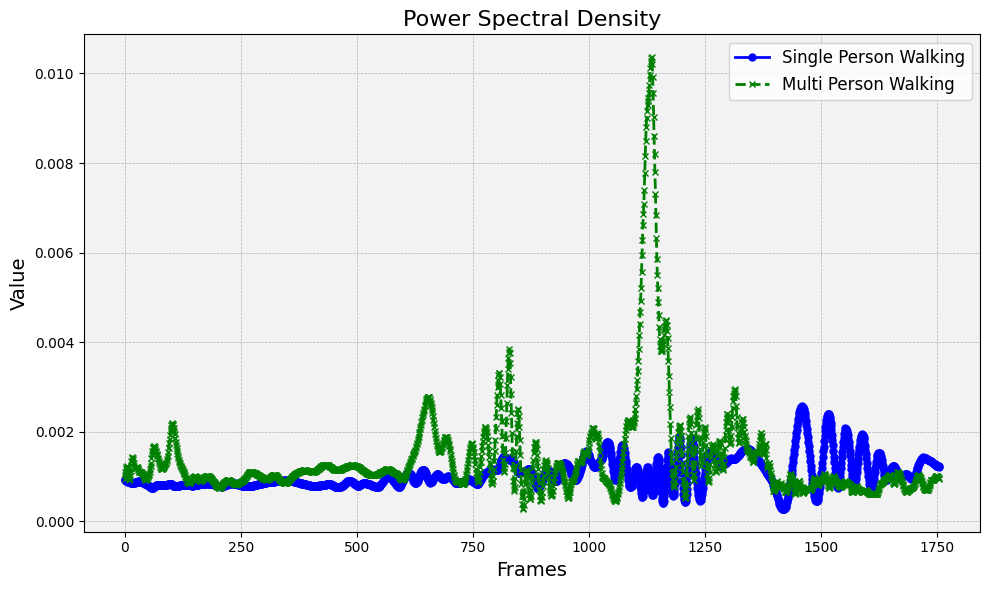 Power Spectral Density
Single Person Walking
Multi Person Walking
0.010
0.008
0.006
0.004
0.002
0.000
Value
0
250
500
750
1000
1250
1500
1750
Frames